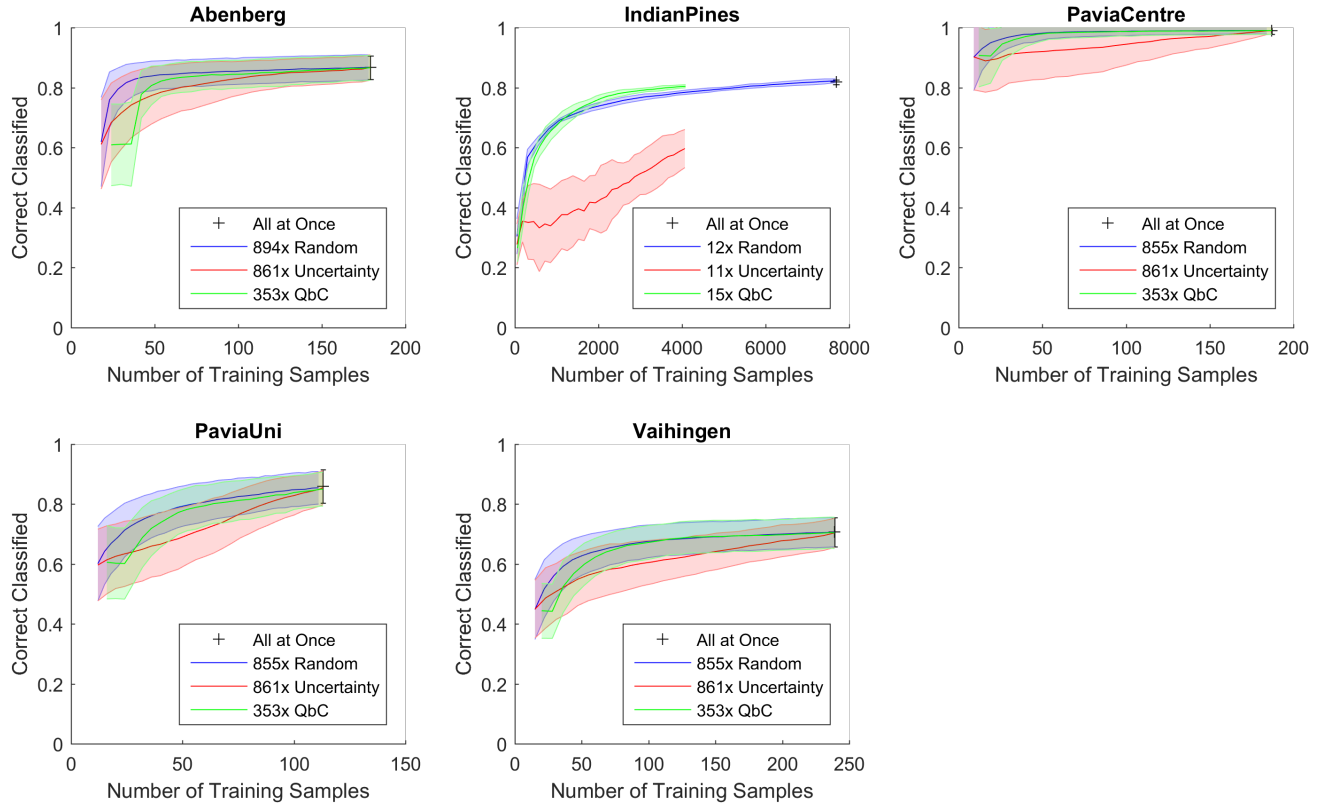 Abenberg
Correct Classified
1
0.8
0.6
0.4
0.2
0
0 50 100 150 200
Number of Training Samples
All at Once
894x Random
861x Uncertainty
353x QbC
IndianPines
Correct Classified
1
0.8
0.6
0.4
0.2
0
0 2000 4000 6000 8000
Number of Training Samples
All at Once
12x Random
11x Uncertainty
15x QbC
PaviaCentre
Correct Classified
1
0.8
0.6
0.4
0.2
0
0 50 100 150 200
Number of Training Samples
All at Once
855x Random
861x Uncertainty
353x QbC
PaviaUni
Correct Classified
1
0.8
0.6
0.4
0.2
0
0 50 100 150
Number of Training Samples
All at Once
855x Random
861x Uncertainty
353x QbC
Vaihingen
Correct Classified
1
0.8
0.6
0.4
0.2
0
0 50 100 150 200 250
Number of Training Samples
All at Once
855x Random
861x Uncertainty
353x QbC